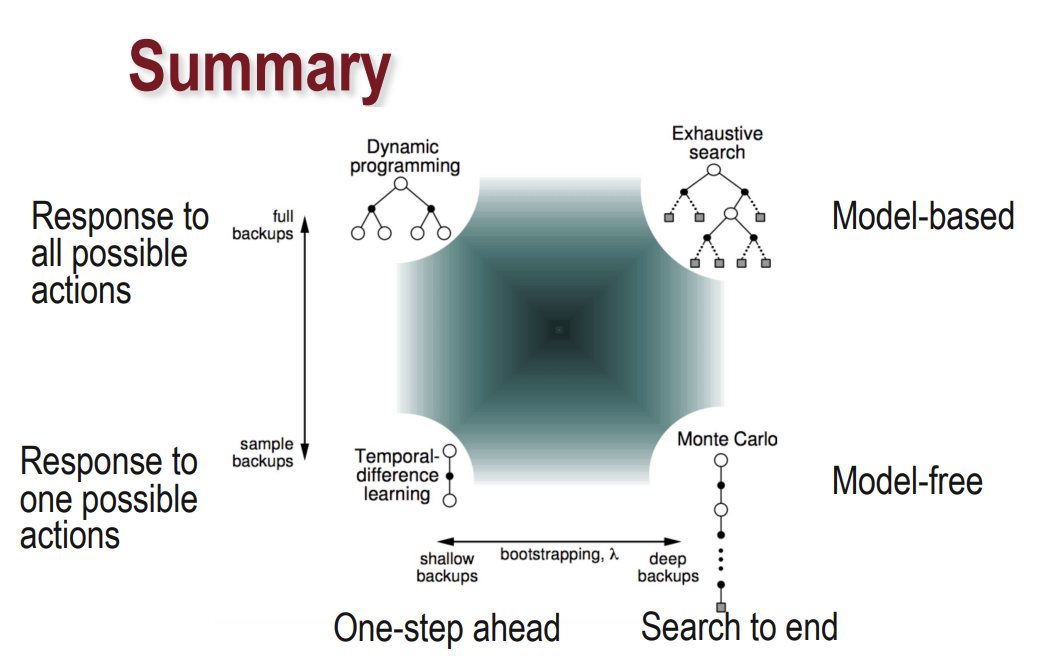 Summary
Dynamic
programming
Exhaustive
search
Response to
all possible
actions
full
backups
Model-based
Response to
one possible
actions
sample
backups
Temporal-
difference
learning
Monte Carlo
Model-free
shallow
backups
bootstrapping, λ
deep
backups
One-step ahead
Search to end